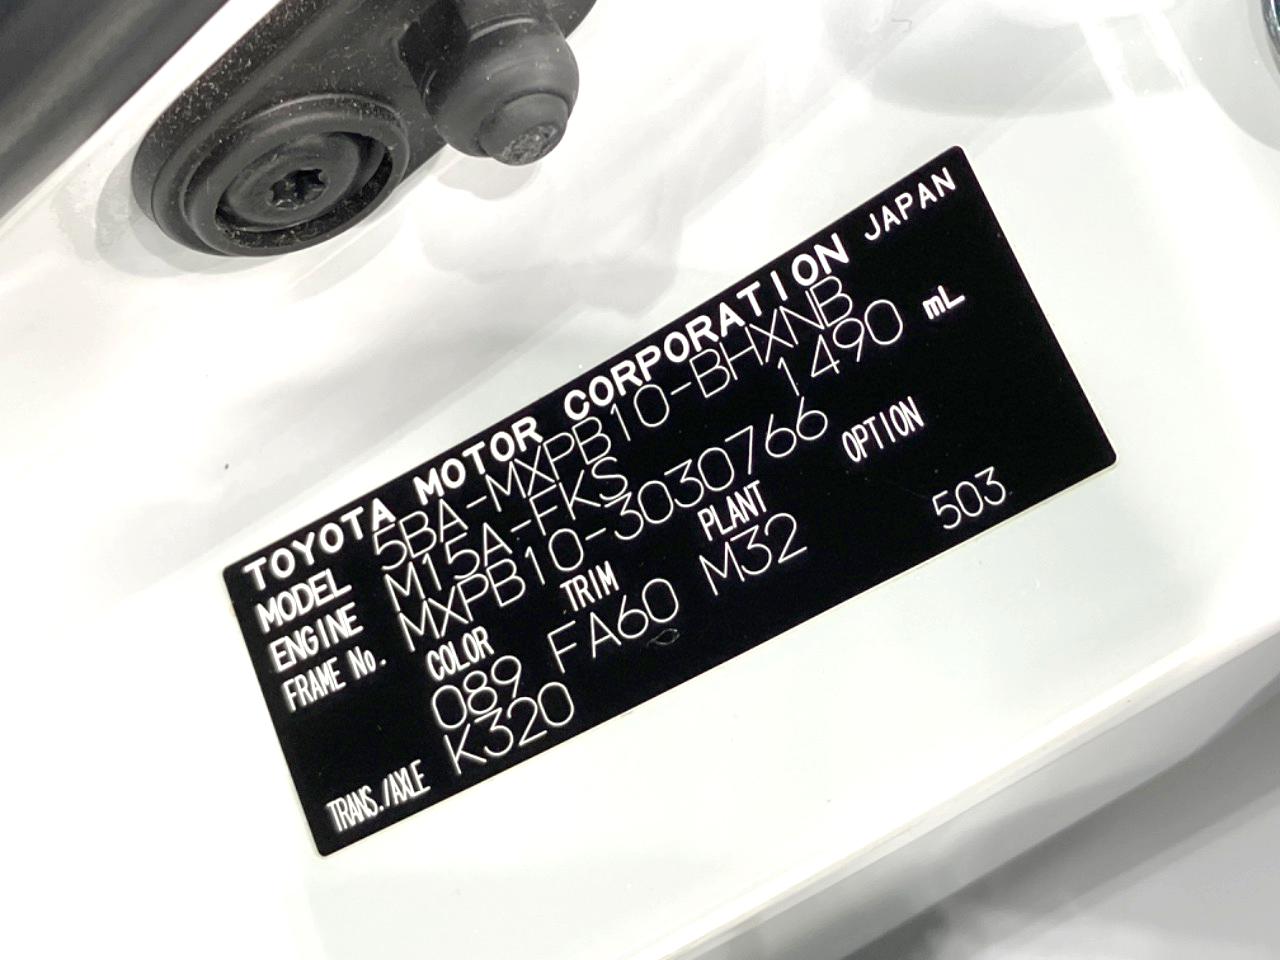 TOYOTA MOTOR CORPORATION JAPAN
MODEL 5BA-MXPB10-BHXNB
ENGINE M15A-FKS 1490 mL
FRAME No. MXPB10-3030766
COLOR TRIM PLANT OPTION
089 FA60 M32 503
TRANS./AXLE K320